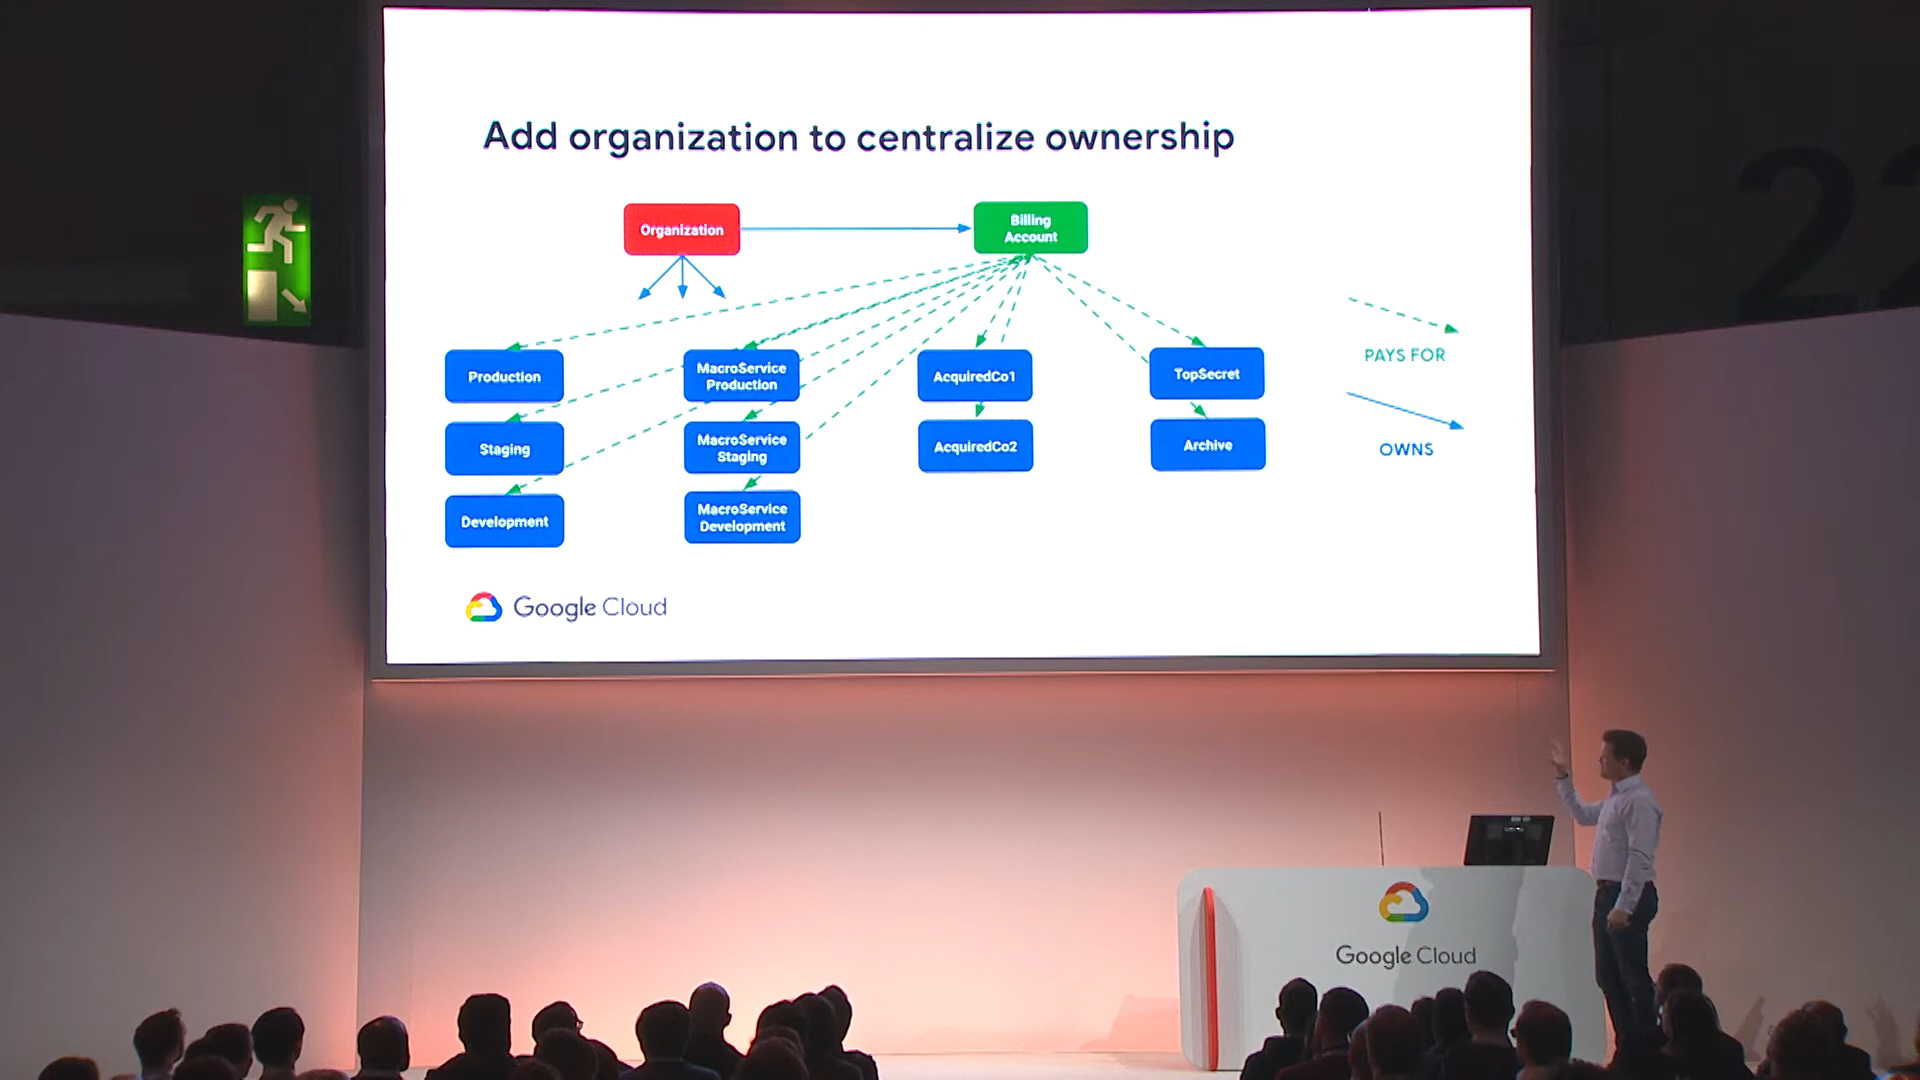 Add organization to centralize ownership
Organization
Billing
Account
Production
MacroService
Production
AcquiredCo1
TopSecret
PAYS FOR
Staging
MacroService
Staging
AcquiredCo2
Archive
OWNS
Development
MacroService
Development
Google Cloud
22
Google Cloud